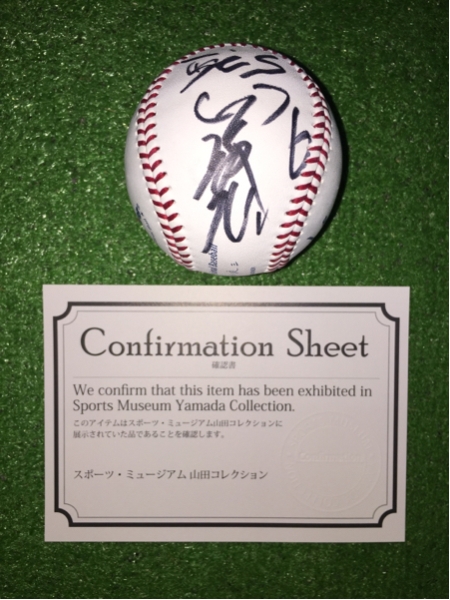 6
Confirmation Sheet
確認書
We confirm that this item has been exhibited in
Sports Museum Yamada Collection.
このアイテムはスポーツ・ミュージアム山田コレクションに
展示されていた品であることを確認します。
スポーツ・ミュージアム 山田コレクション